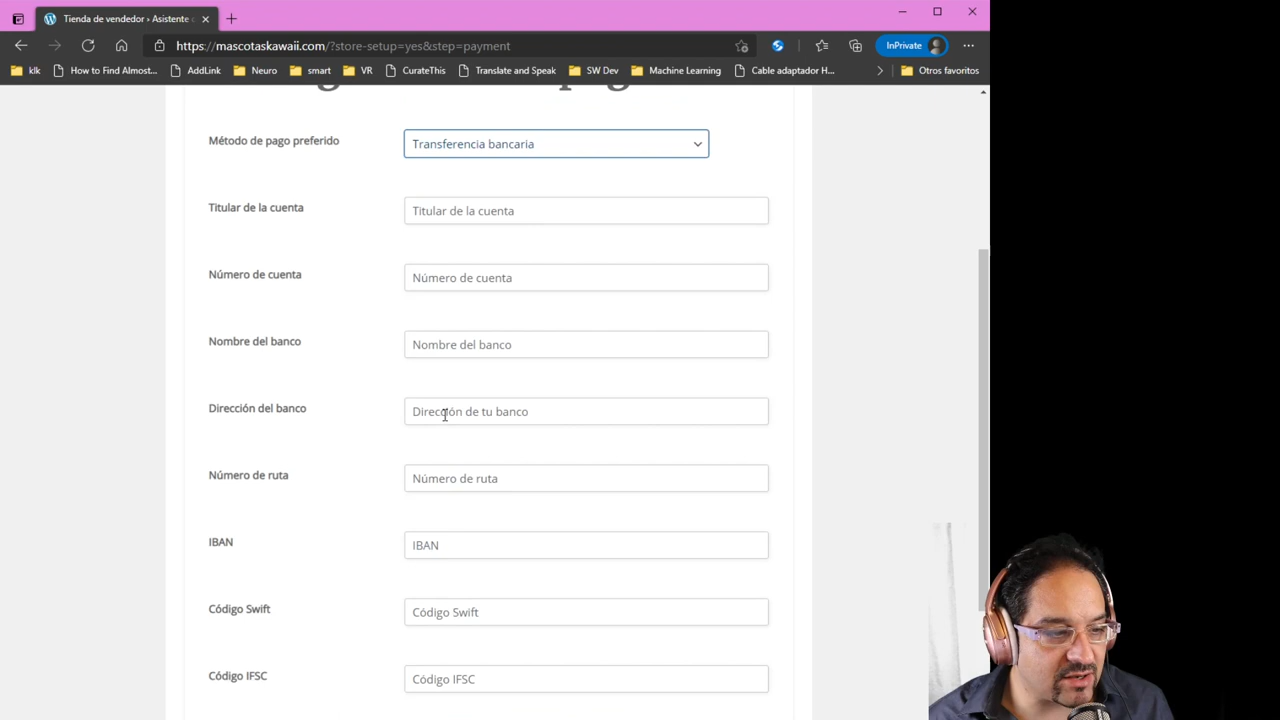 Tienda de vendedor › Asistente
https://mascotaskawaii.com/?store-setup=yes&step=payment
InPrivate
klk
How to Find Almost...
AddLink
Neuro
smart
VR
CurateThis
Translate and Speak
SW Dev
Machine Learning
Cable adaptador H...
Otros favoritos
Método de pago preferido
Transferencia bancaria
Titular de la cuenta
Titular de la cuenta
Número de cuenta
Número de cuenta
Nombre del banco
Nombre del banco
Dirección del banco
Dirección de tu banco
Número de ruta
Número de ruta
IBAN
IBAN
Código Swift
Código Swift
Código IFSC
Código IFSC